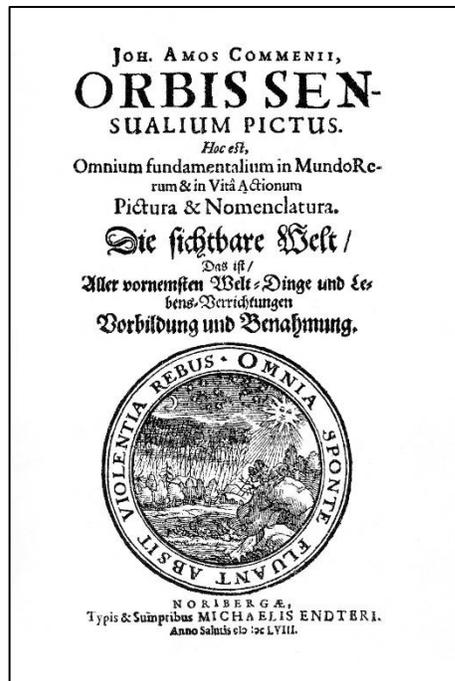 JOH. AMOS COMMENII,
ORBIS SEN-
SUALIUM PICTUS.
Hoc est,
Omnium fundamentalium in Mundo Re-
rum & in Vitâ Actionum
Pictura & Nomenclatura.
Die sichtbare Welt /
Das ist /
Aller vornemsten Welt-Dinge und Le-
bens-Verrichtungen
Vorbildung und Benahmung.
OMNIA SPONTE FLUANT ABSIT VIOLENTIA REBUS ·
NORIBERGÆ,
Typis & Sumptibus MICHAELIS ENDTERI.
Anno Salutis cIↄ Iↄc LVIII.